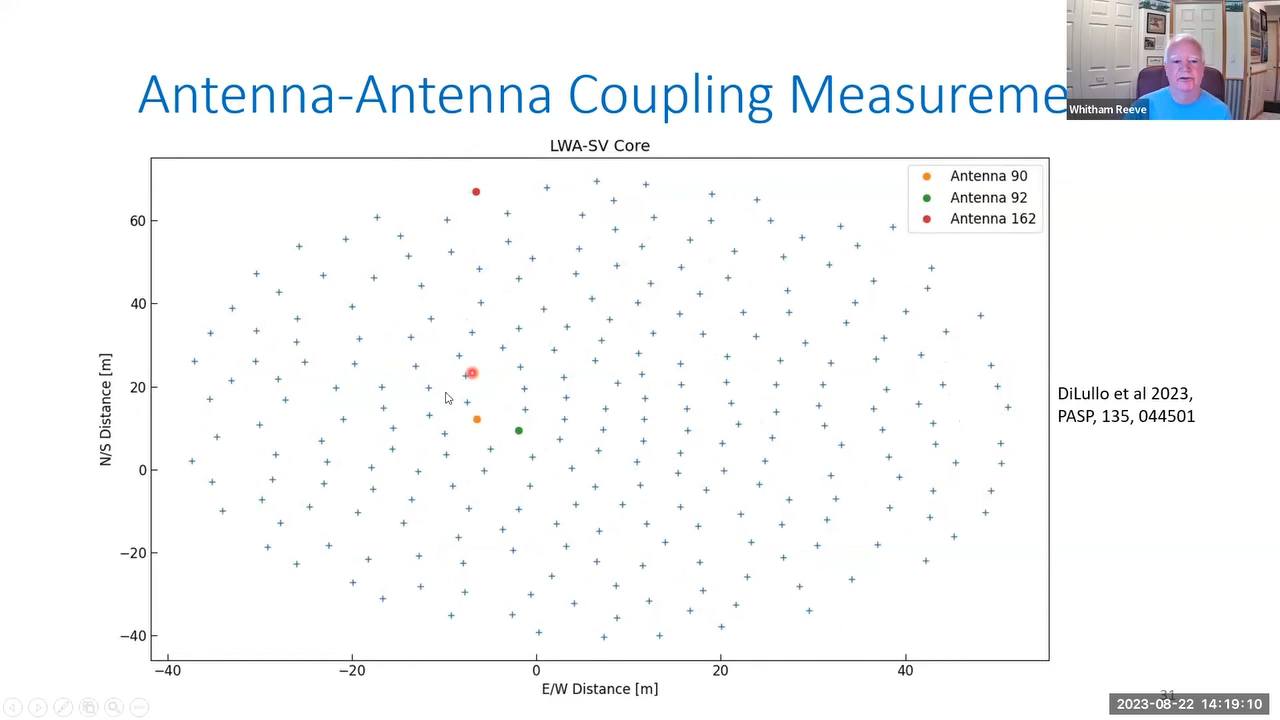 Antenna-Antenna Coupling Measureme
Whitham Reeve
LWA-SV Core
Antenna 90
Antenna 92
Antenna 162
60
40
20
0
−20
−40
N/S Distance [m]
−40
−20
0
20
40
E/W Distance [m]
DiLullo et al 2023,
PASP, 135, 044501
31
2023-08-22 14:19:10